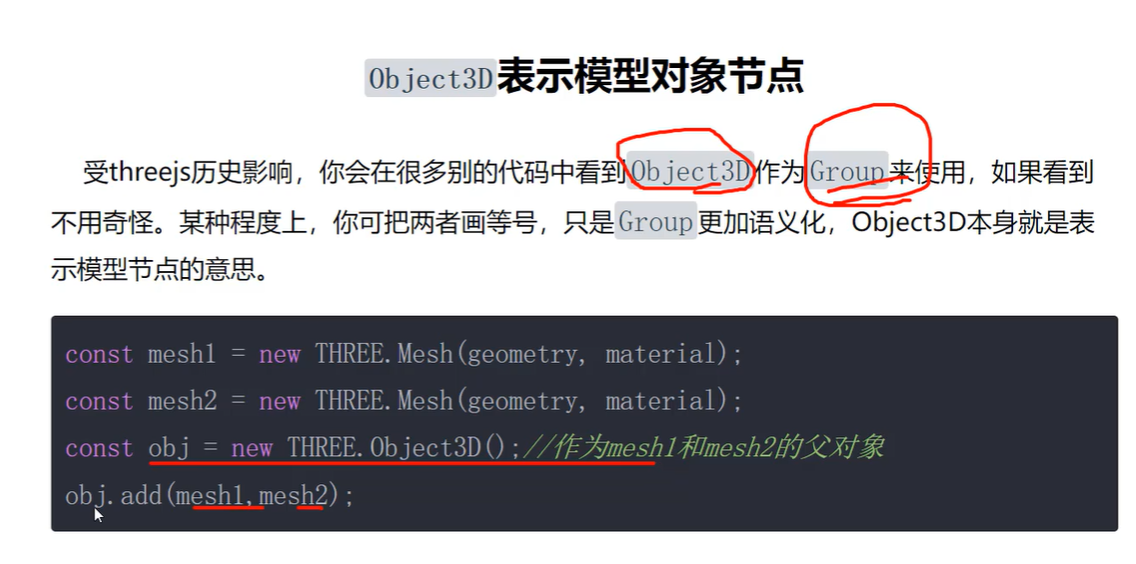 Object3D表示模型对象节点
受threejs历史影响，你会在很多别的代码中看到Object3D作为Group来使用，如果看到
不用奇怪。某种程度上，你可把两者画等号，只是Group更加语义化，Object3D本身就是表
示模型节点的意思。
const mesh1 = new THREE.Mesh(geometry, material);
const mesh2 = new THREE.Mesh(geometry, material);
const obj = new THREE.Object3D();//作为mesh1和mesh2的父对象
obj.add(mesh1,mesh2);